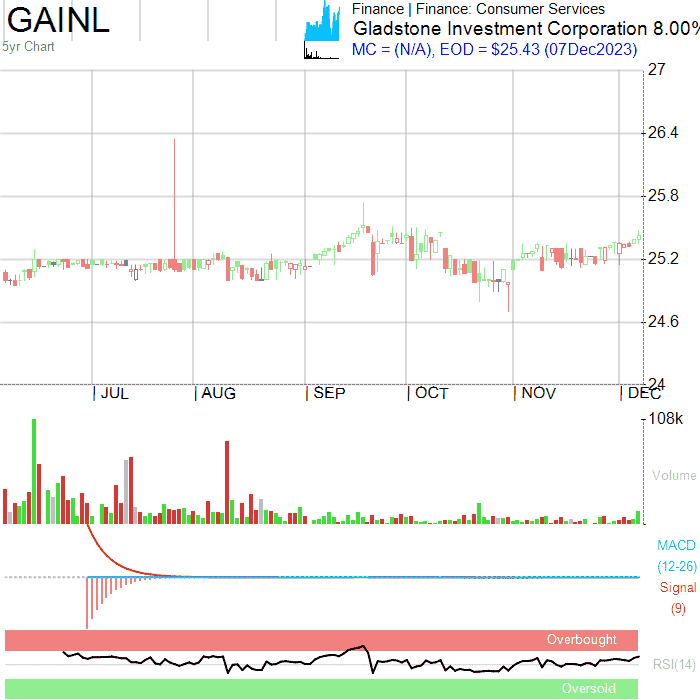 GAINL
5yr Chart
Finance | Finance: Consumer Services
Gladstone Investment Corporation 8.00%
MC = (N/A), EOD = $25.43 (07Dec2023)
27
26.4
25.8
25.2
24.6
24
JUL
AUG
SEP
OCT
NOV
DEC
108k
Volume
MACD
(12-26)
Signal
(9)
Overbought
RSI(14)
Oversold